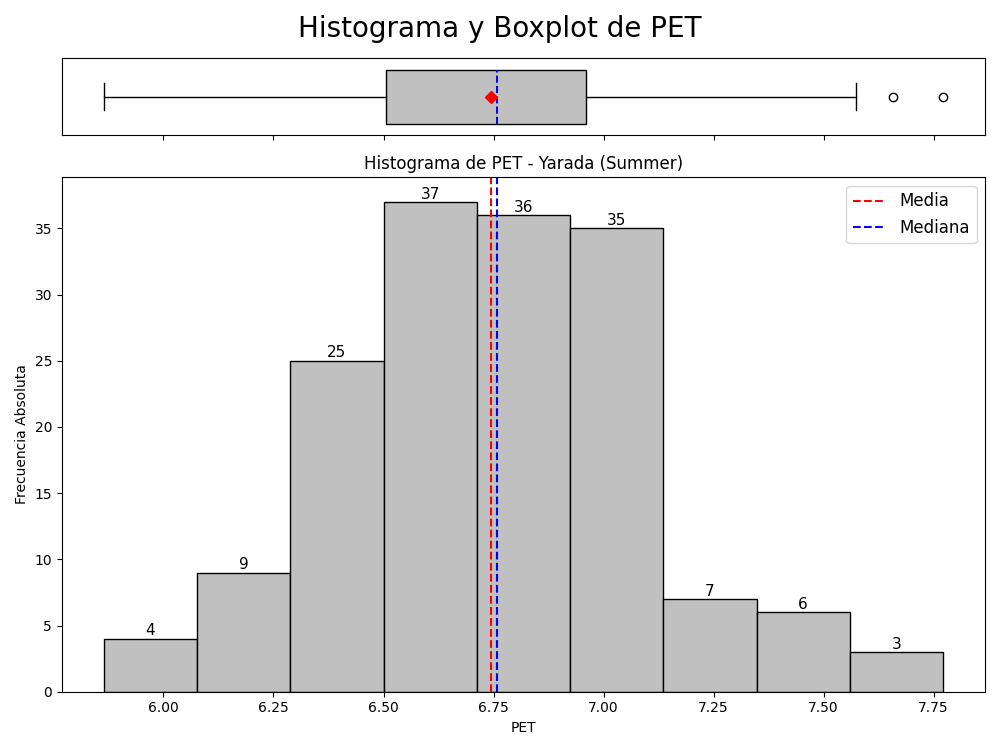 Histograma y Boxplot de PET
Histograma de PET - Yarada (Summer)
Media
Mediana
37
36
35
25
9
4
7
6
3
35
30
25
20
15
10
5
0
Frecuencia Absoluta
6.00 6.25 6.50 6.75 7.00 7.25 7.50 7.75
PET